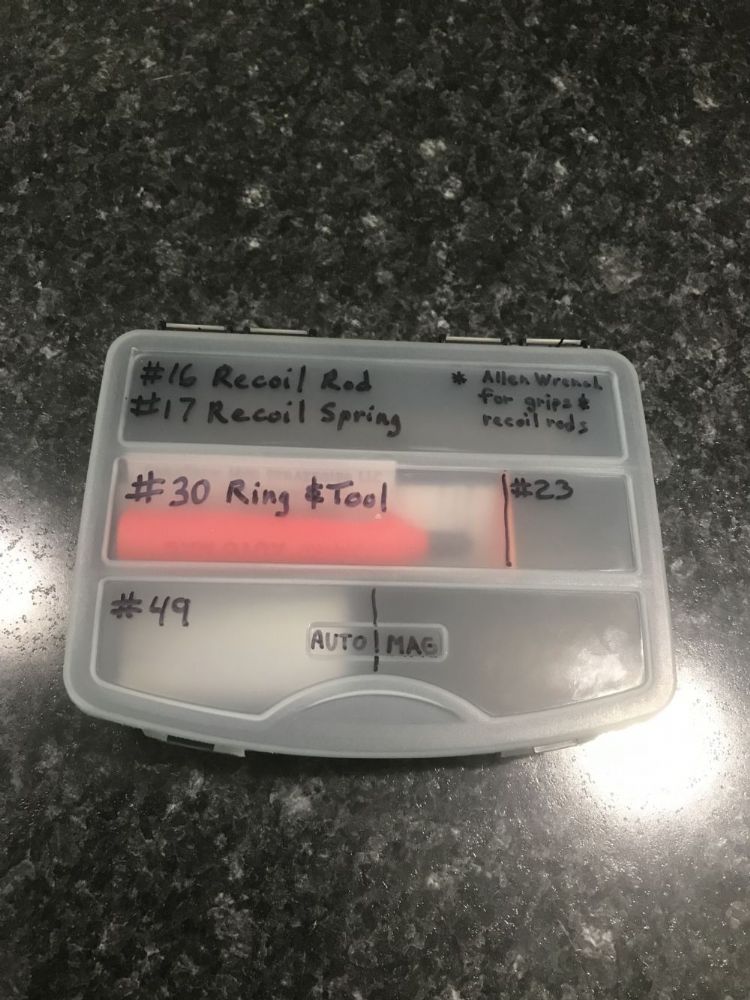 #16 Recoil Rod
#17 Recoil Spring
* Allen Wrench
for grips &
recoil rods
#30 Ring & Tool
#23
#49
AUTO MAG